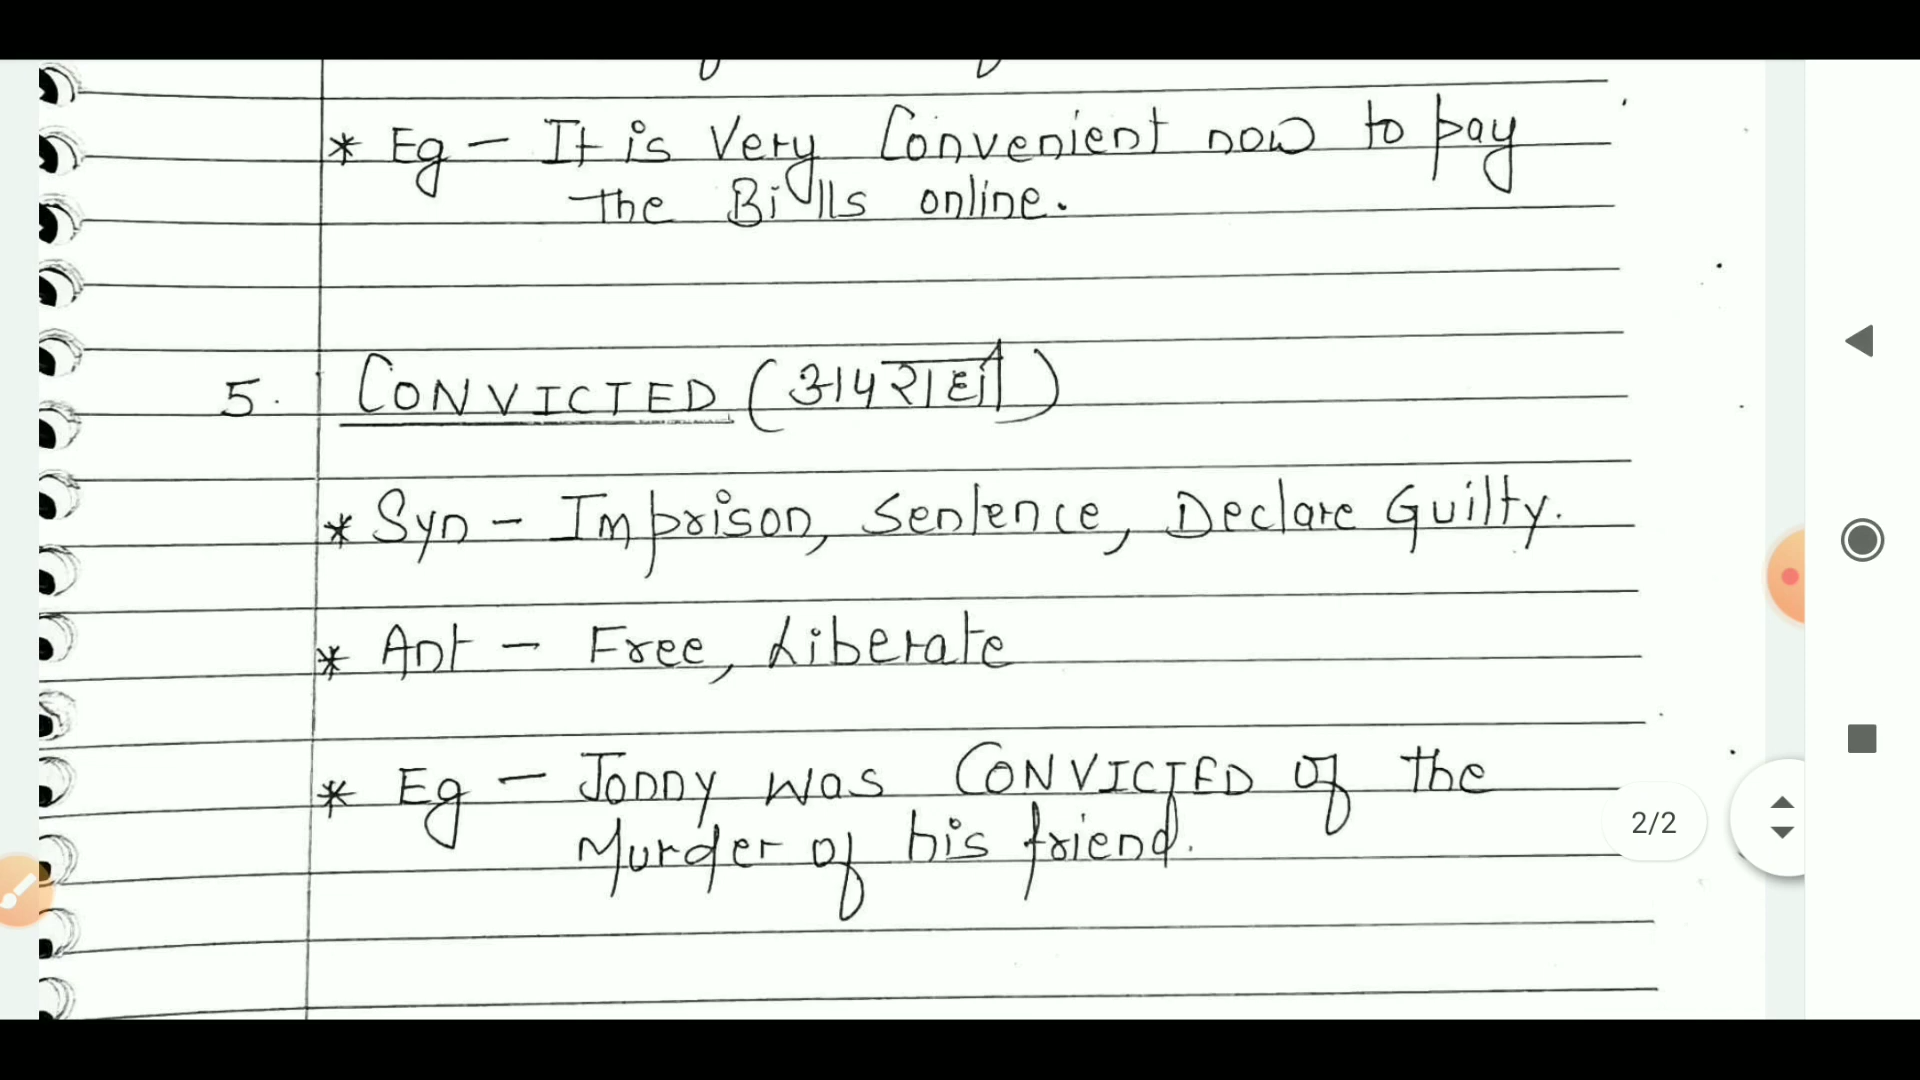 * Eg - It is Very Convenient now to pay
the Bills online.
5. CONVICTED (अपराधी)
* Syn - Imprison, Sentence, Declare Guilty.
* Ant - Free, Liberate
* Eg - Jonny was CONVICTED of the
Murder of his friend.
2/2